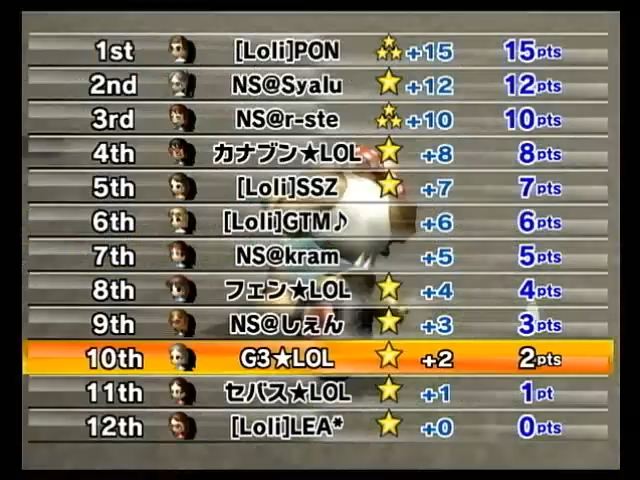 1st [Loli]PON +15 15pts
2nd NS@Syalu +12 12pts
3rd NS@r-ste +10 10pts
4th カナブン★LOL +8 8pts
5th [Loli]SSZ +7 7pts
6th [Loli]GTM♪ +6 6pts
7th NS@kram +5 5pts
8th フェン★LOL +4 4pts
9th NS@しぇん +3 3pts
10th G3★LOL +2 2pts
11th セバス★LOL +1 1pt
12th [Loli]LEA* +0 0pts